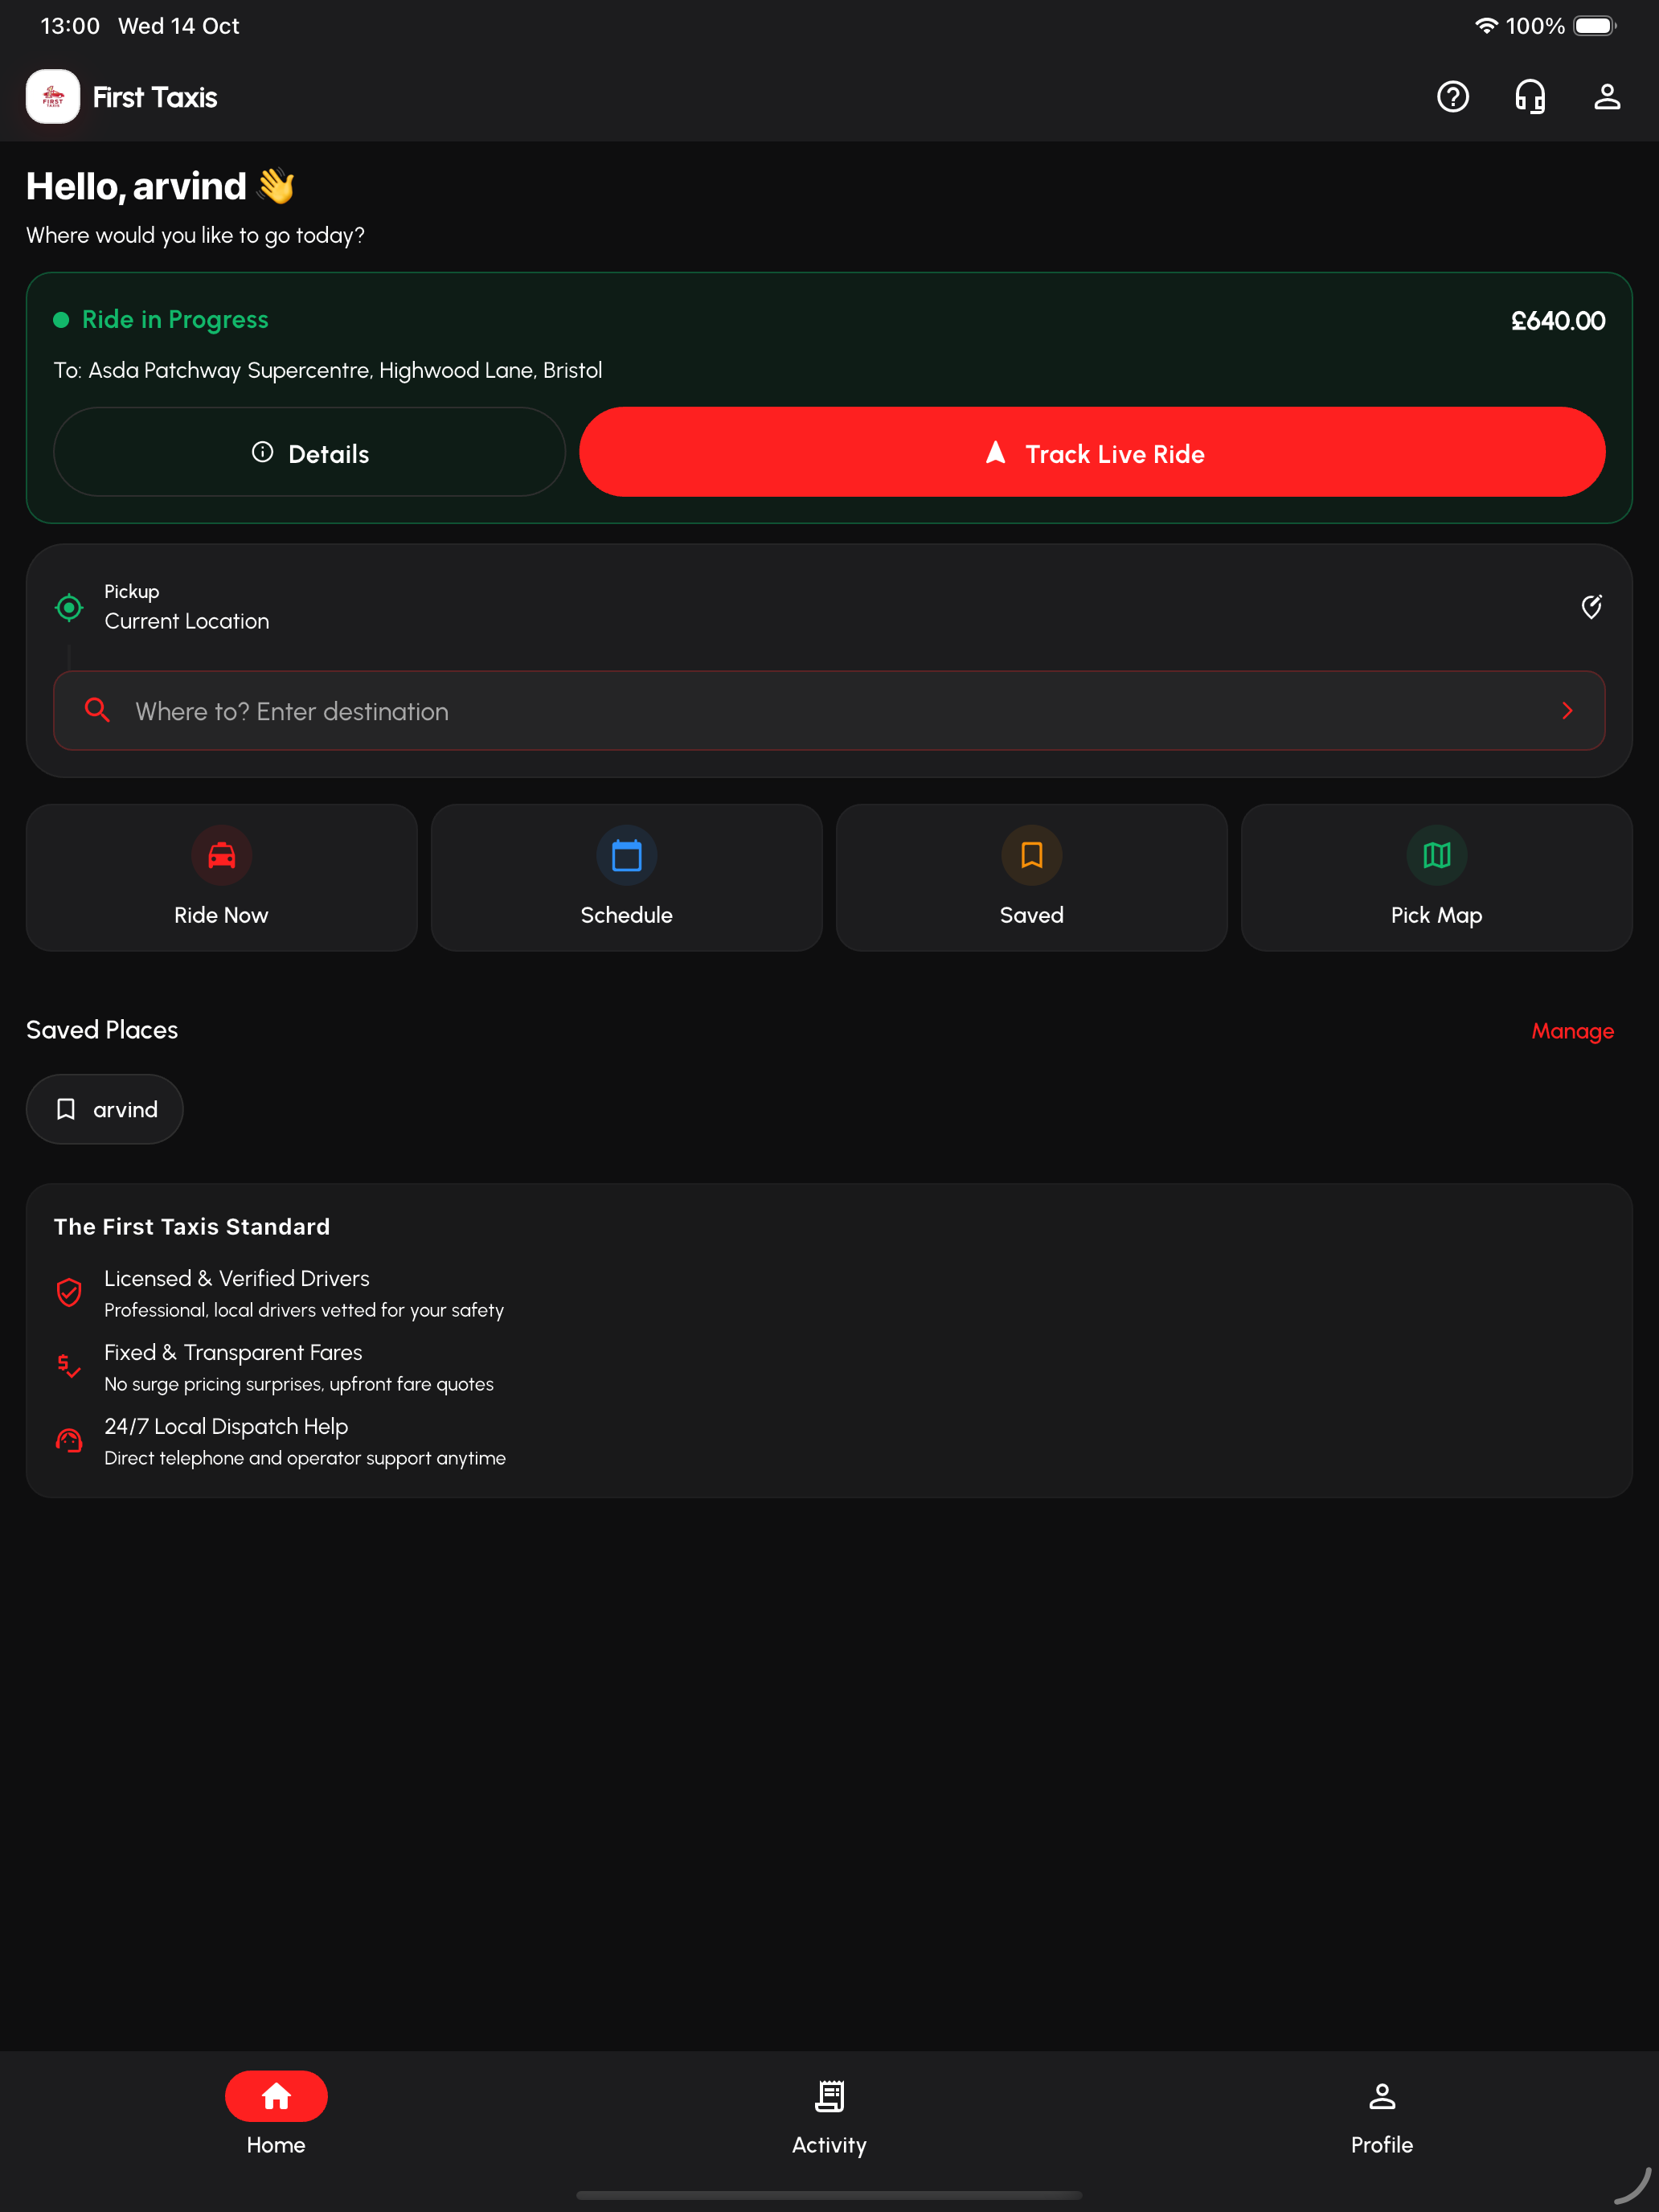 13:00 Wed 14 Oct
100%
FIRST
TAXIS
First Taxis
Hello, arvind 👋
Where would you like to go today?
Ride in Progress
£640.00
To: Asda Patchway Supercentre, Highwood Lane, Bristol
Details
Track Live Ride
Pickup
Current Location
Where to? Enter destination
Ride Now
Schedule
Saved
Pick Map
Saved Places
Manage
arvind
The First Taxis Standard
Licensed & Verified Drivers
Professional, local drivers vetted for your safety
Fixed & Transparent Fares
No surge pricing surprises, upfront fare quotes
24/7 Local Dispatch Help
Direct telephone and operator support anytime
Home
Activity
Profile